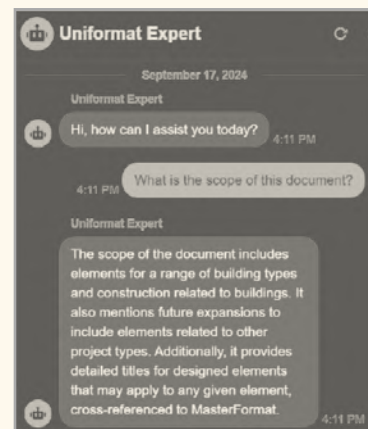 Uniformat Expert
September 17, 2024
Uniformat Expert
Hi, how can I assist you today?
4:11 PM
What is the scope of this document?
4:11 PM
Uniformat Expert
The scope of the document includes
elements for a range of building types
and construction related to buildings. It
also mentions future expansions to
include elements related to other
project types. Additionally, it provides
detailed titles for designed elements
that may apply to any given element,
cross-referenced to MasterFormat.
4:11 PM